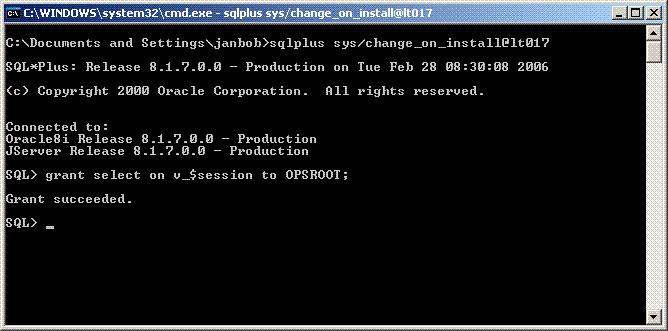 C:\WINDOWS\system32\cmd.exe - sqlplus sys/change_on_install@lt017
C:\Documents and Settings\janbob>sqlplus sys/change_on_install@lt017
SQL*Plus: Release 8.1.7.0.0 - Production on Tue Feb 28 08:30:08 2006
(c) Copyright 2000 Oracle Corporation.  All rights reserved.
Connected to:
Oracle8i Release 8.1.7.0.0 - Production
JServer Release 8.1.7.0.0 - Production
SQL> grant select on v_$session to OPSROOT;
Grant succeeded.
SQL> _